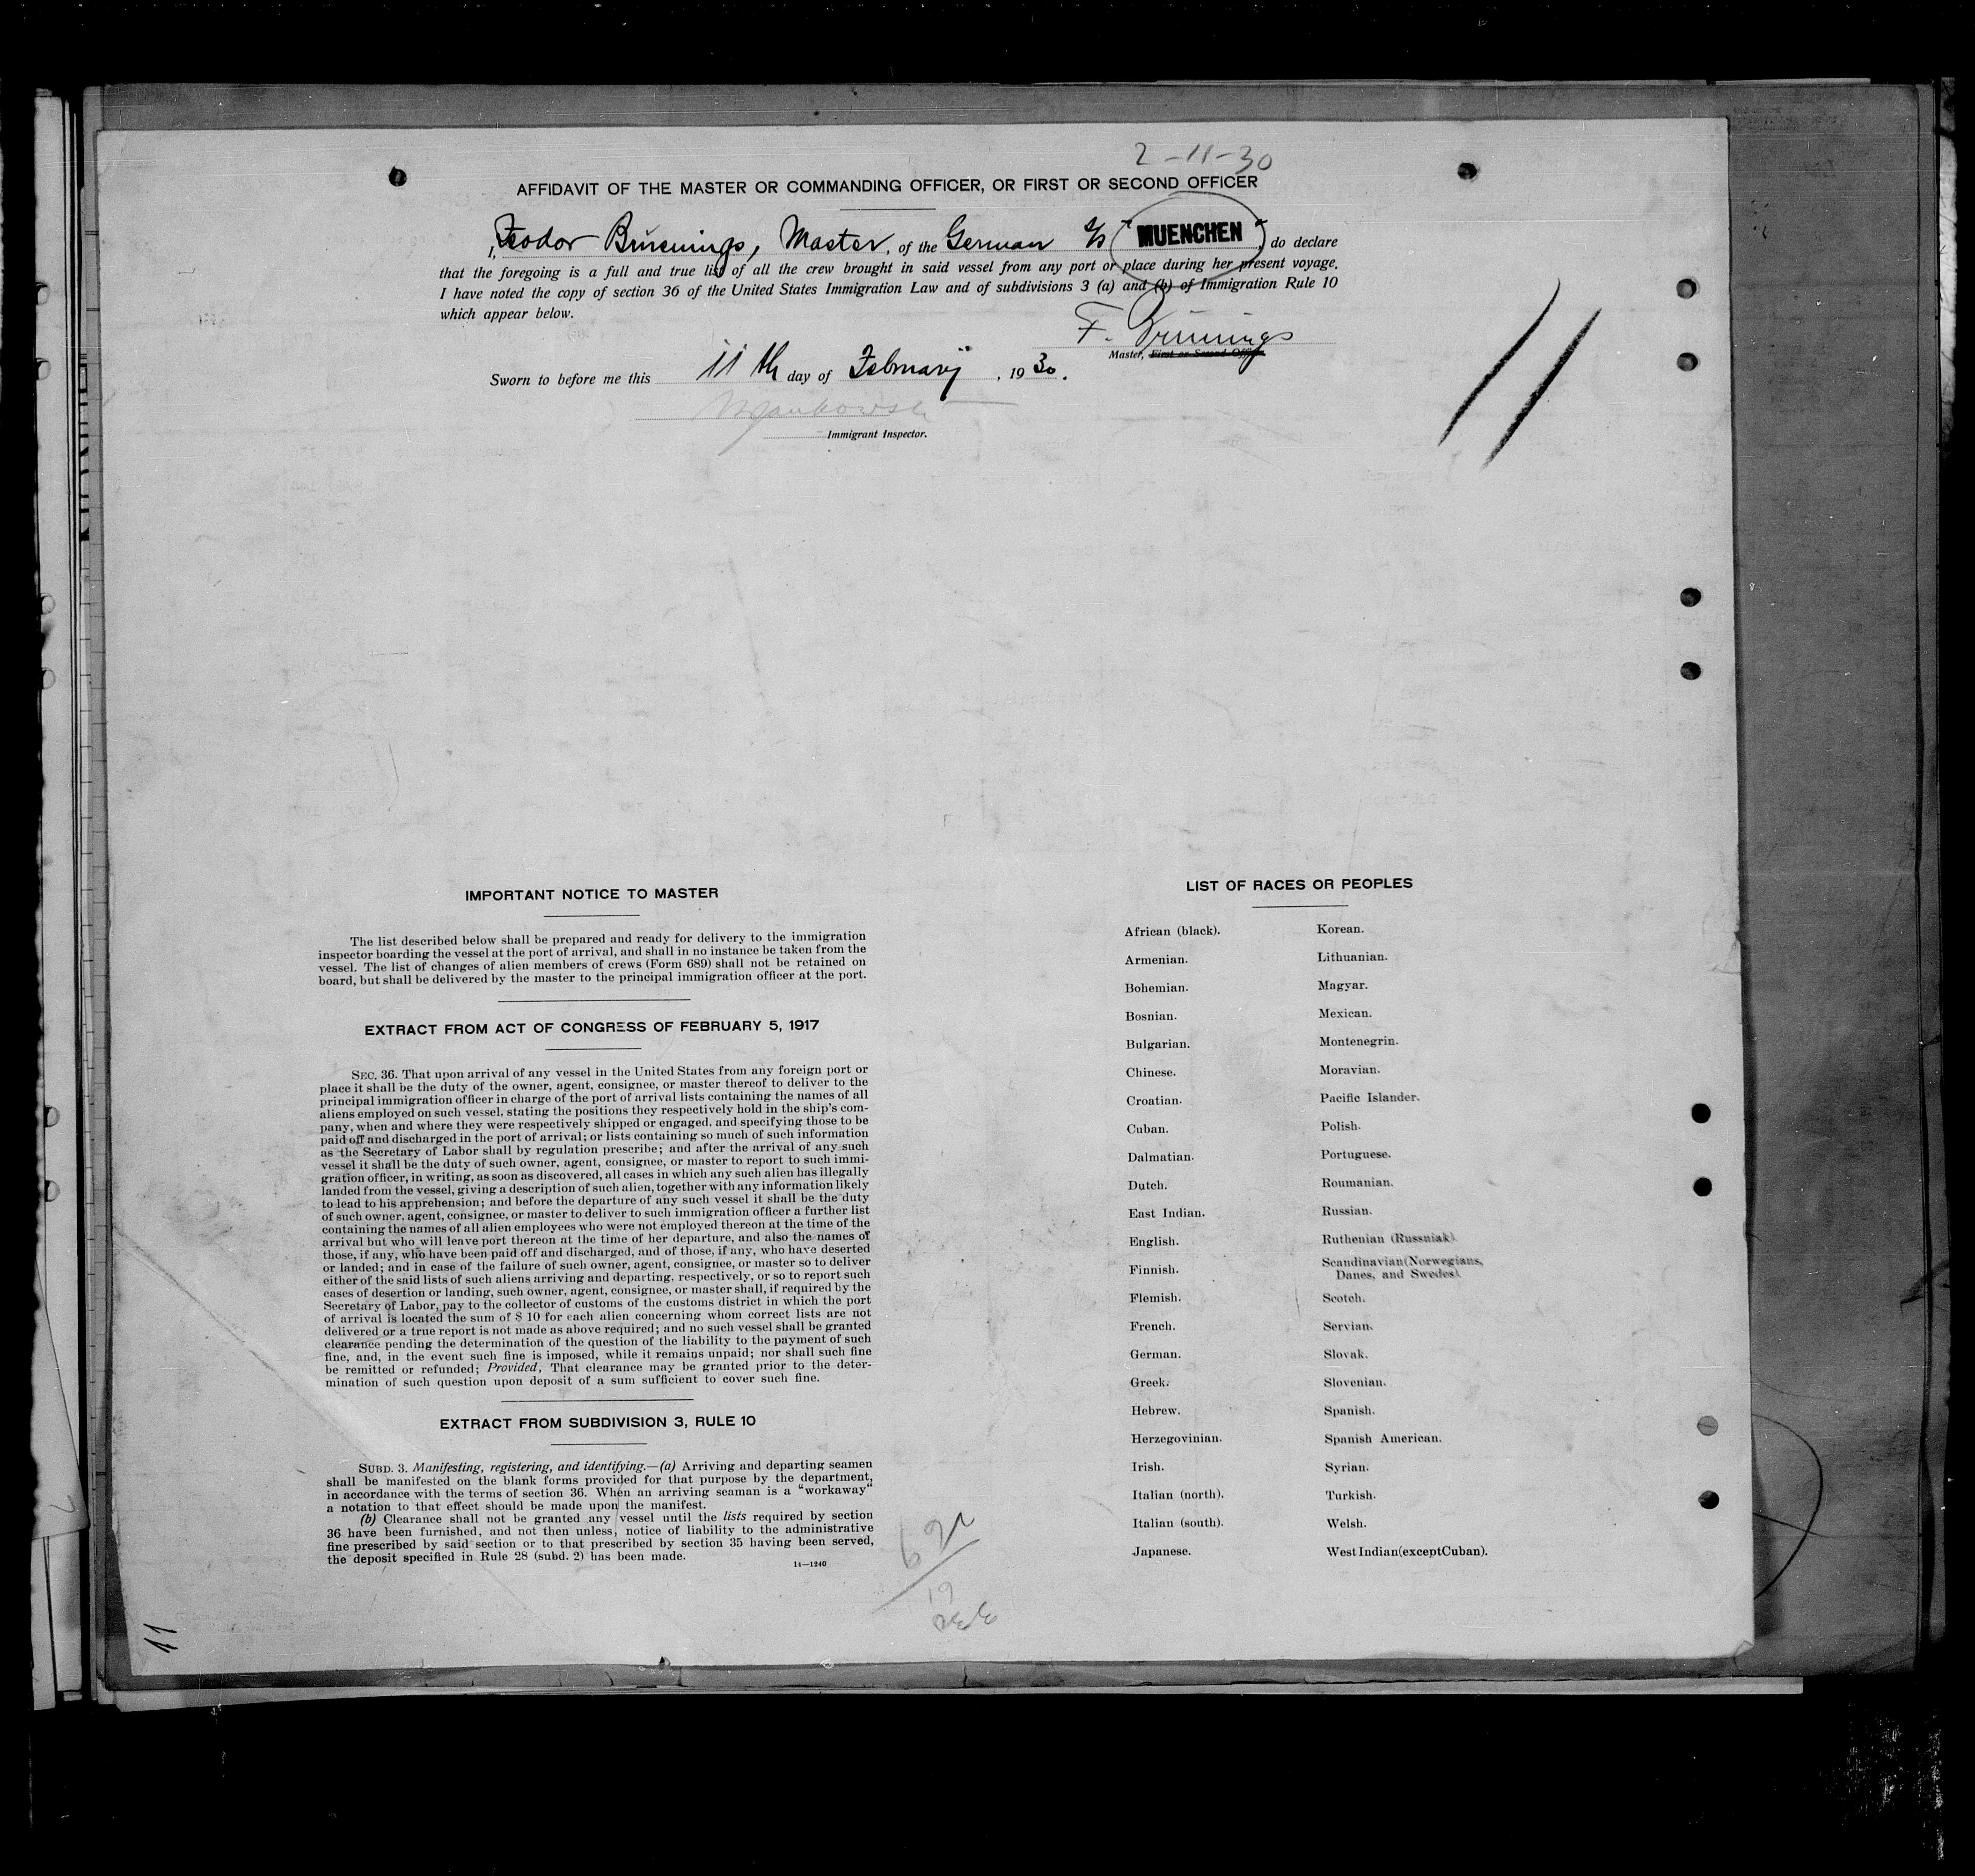 2-11-30
AFFIDAVIT OF THE MASTER OR COMMANDING OFFICER, OR FIRST OR SECOND OFFICER
I, Feodor Brünnings, Master, of the German S/S "MUENCHEN" do declare
that the foregoing is a full and true list of all the crew brought in said vessel from any port or place during her present voyage.
I have noted the copy of section 36 of the United States Immigration Law and of subdivisions 3 (a) and (b) of Immigration Rule 10
which appear below.
F. Brünings
Master, First or Second Officer.
Sworn to before me this 11th day of February, 1930.
Immigrant Inspector.
11
IMPORTANT NOTICE TO MASTER
The list described below shall be prepared and ready for delivery to the immigration
inspector boarding the vessel at the port of arrival, and shall in no instance be taken from the
vessel. The list of changes of alien members of crews (Form 689) shall not be retained on
board, but shall be delivered by the master to the principal immigration officer at the port.
EXTRACT FROM ACT OF CONGRESS OF FEBRUARY 5, 1917
SEC. 36. That upon arrival of any vessel in the United States from any foreign port or
place it shall be the duty of the owner, agent, consignee, or master thereof to deliver to the
principal immigration officer in charge of the port of arrival lists containing the names of all
aliens employed on such vessel, stating the positions they respectively hold in the ship's com-
pany, when and where they were respectively shipped or engaged, and specifying those to be
paid off and discharged in the port of arrival; or lists containing so much of such information
as the Secretary of Labor shall by regulation prescribe; and after the arrival of any such
vessel it shall be the duty of such owner, agent, consignee, or master to report to such immi-
gration officer, in writing, as soon as discovered, all cases in which any such alien has illegally
landed from the vessel, giving a description of such alien, together with any information likely
to lead to his apprehension; and before the departure of any such vessel it shall be the duty
of such owner, agent, consignee, or master to deliver to such immigration officer a further list
containing the names of all alien employees who were not employed thereon at the time of the
arrival but who will leave port thereon at the time of her departure, and also the names of
those, if any, who have been paid off and discharged, and of those, if any, who have deserted
or landed; and in case of the failure of such owner, agent, consignee, or master so to deliver
either of the said lists of such aliens arriving and departing, respectively, or so to report such
cases of desertion or landing, such owner, agent, consignee, or master shall, if required by the
Secretary of Labor, pay to the collector of customs of the customs district in which the port
of arrival is located the sum of $ 10 for each alien concerning whom correct lists are not
delivered or a true report is not made as above required; and no such vessel shall be granted
clearance pending the determination of the question of the liability to the payment of such
fine, and, in the event such fine is imposed, while it remains unpaid; nor shall such fine
be remitted or refunded; Provided, That clearance may be granted prior to the deter-
mination of such question upon deposit of a sum sufficient to cover such fine.
EXTRACT FROM SUBDIVISION 3, RULE 10
SUBD. 3. Manifesting, registering, and identifying.—(a) Arriving and departing seamen
shall be manifested on the blank forms provided for that purpose by the department,
in accordance with the terms of section 36. When an arriving seaman is a "workaway"
a notation to that effect should be made upon the manifest.
(b) Clearance shall not be granted any vessel until the lists required by section
36 have been furnished, and not then unless, notice of liability to the administrative
fine prescribed by said section or to that prescribed by section 35 having been served,
the deposit specified in Rule 28 (subd. 2) has been made.
14—1240
LIST OF RACES OR PEOPLES
African (black).
Armenian.
Bohemian.
Bosnian.
Bulgarian.
Chinese.
Croatian.
Cuban.
Dalmatian.
Dutch.
East Indian.
English.
Finnish.
Flemish.
French.
German.
Greek.
Hebrew.
Herzegovinian.
Irish.
Italian (north).
Italian (south).
Japanese.
Korean.
Lithuanian.
Magyar.
Mexican.
Montenegrin.
Moravian.
Pacific Islander.
Polish.
Portuguese.
Roumanian.
Russian.
Ruthenian (Russniak).
Scandinavian (Norwegians,
Danes, and Swedes).
Scotch.
Servian.
Slovak.
Slovenian.
Spanish.
Spanish American.
Syrian.
Turkish.
Welsh.
West Indian (except Cuban).
11